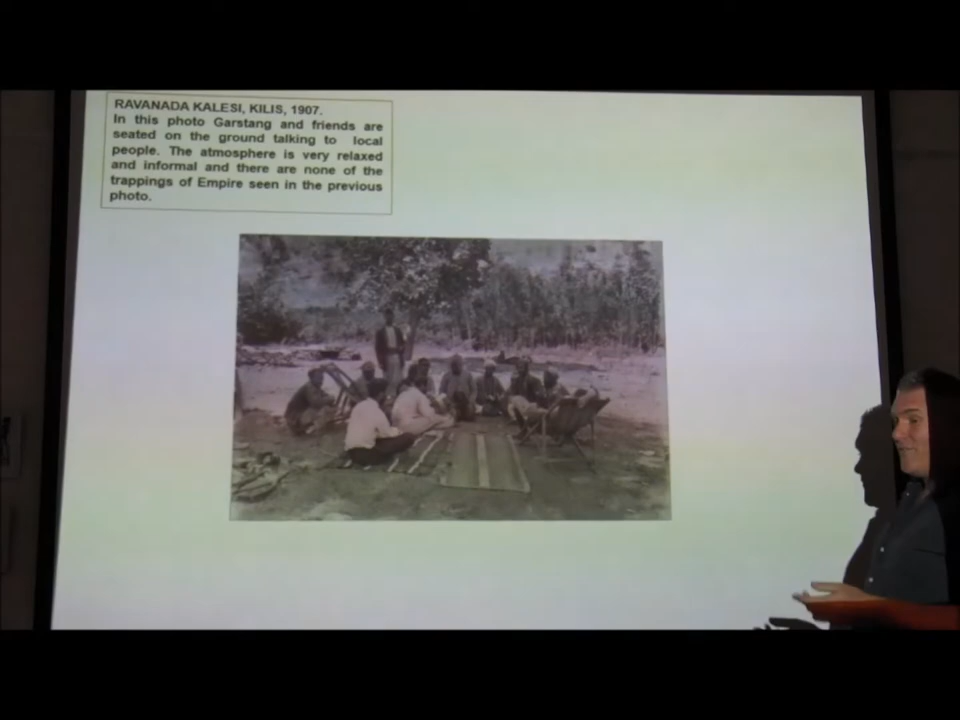 RAVANADA KALESI, KILIS, 1907.
In this photo Garstang and friends are
seated on the ground talking to local
people. The atmosphere is very relaxed
and informal and there are none of the
trappings of Empire seen in the previous
photo.